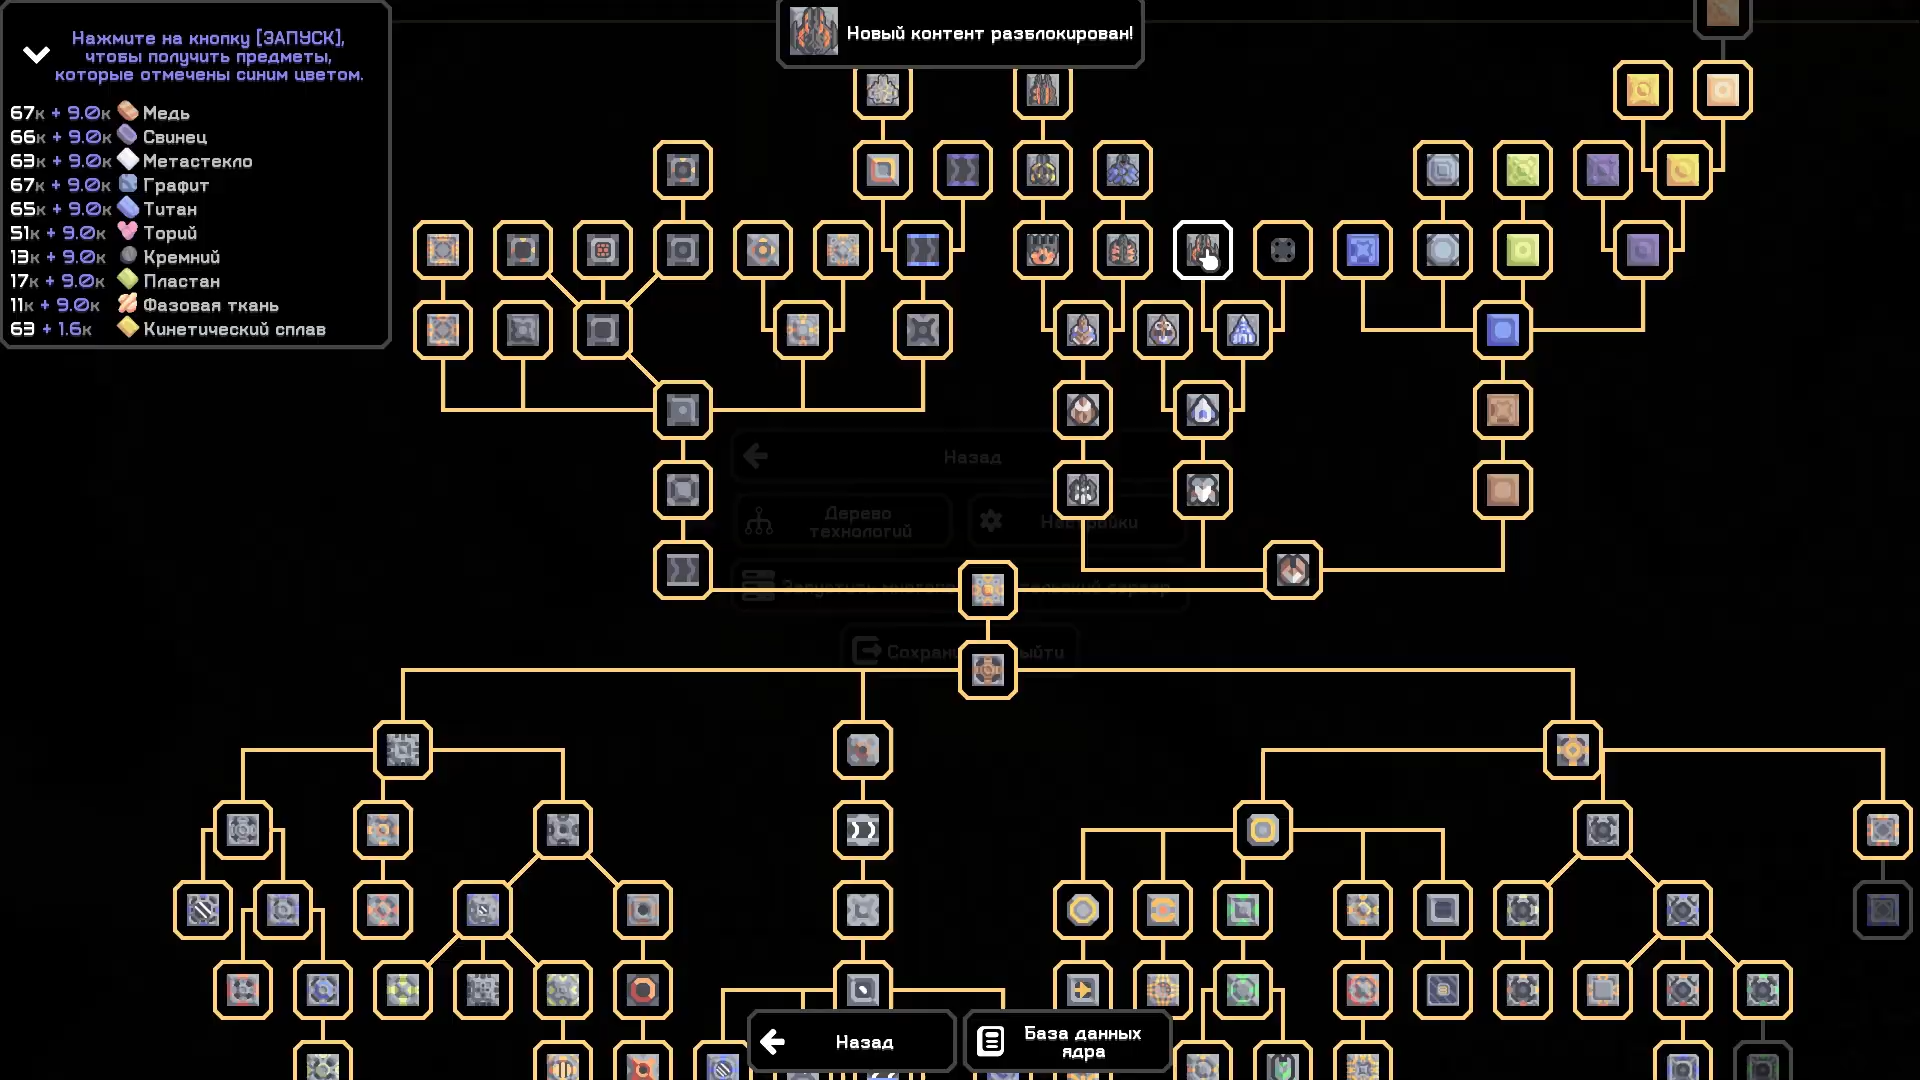 Новый контент разблокирован!
Нажмите на кнопку [ЗАПУСК],
чтобы получить предметы,
которые отмечены синим цветом.
67к + 9.0к Медь
66к + 9.0к Свинец
63к + 9.0к Метастекло
67к + 9.0к Графит
65к + 9.0к Титан
51к + 9.0к Торий
13к + 9.0к Кремний
17к + 9.0к Пластан
11к + 9.0к Фазовая ткань
63 + 1.6к Кинетический сплав
Назад
Дерево
технологий
Настройки
Запустить
сервер
Назад
База данных
ядра